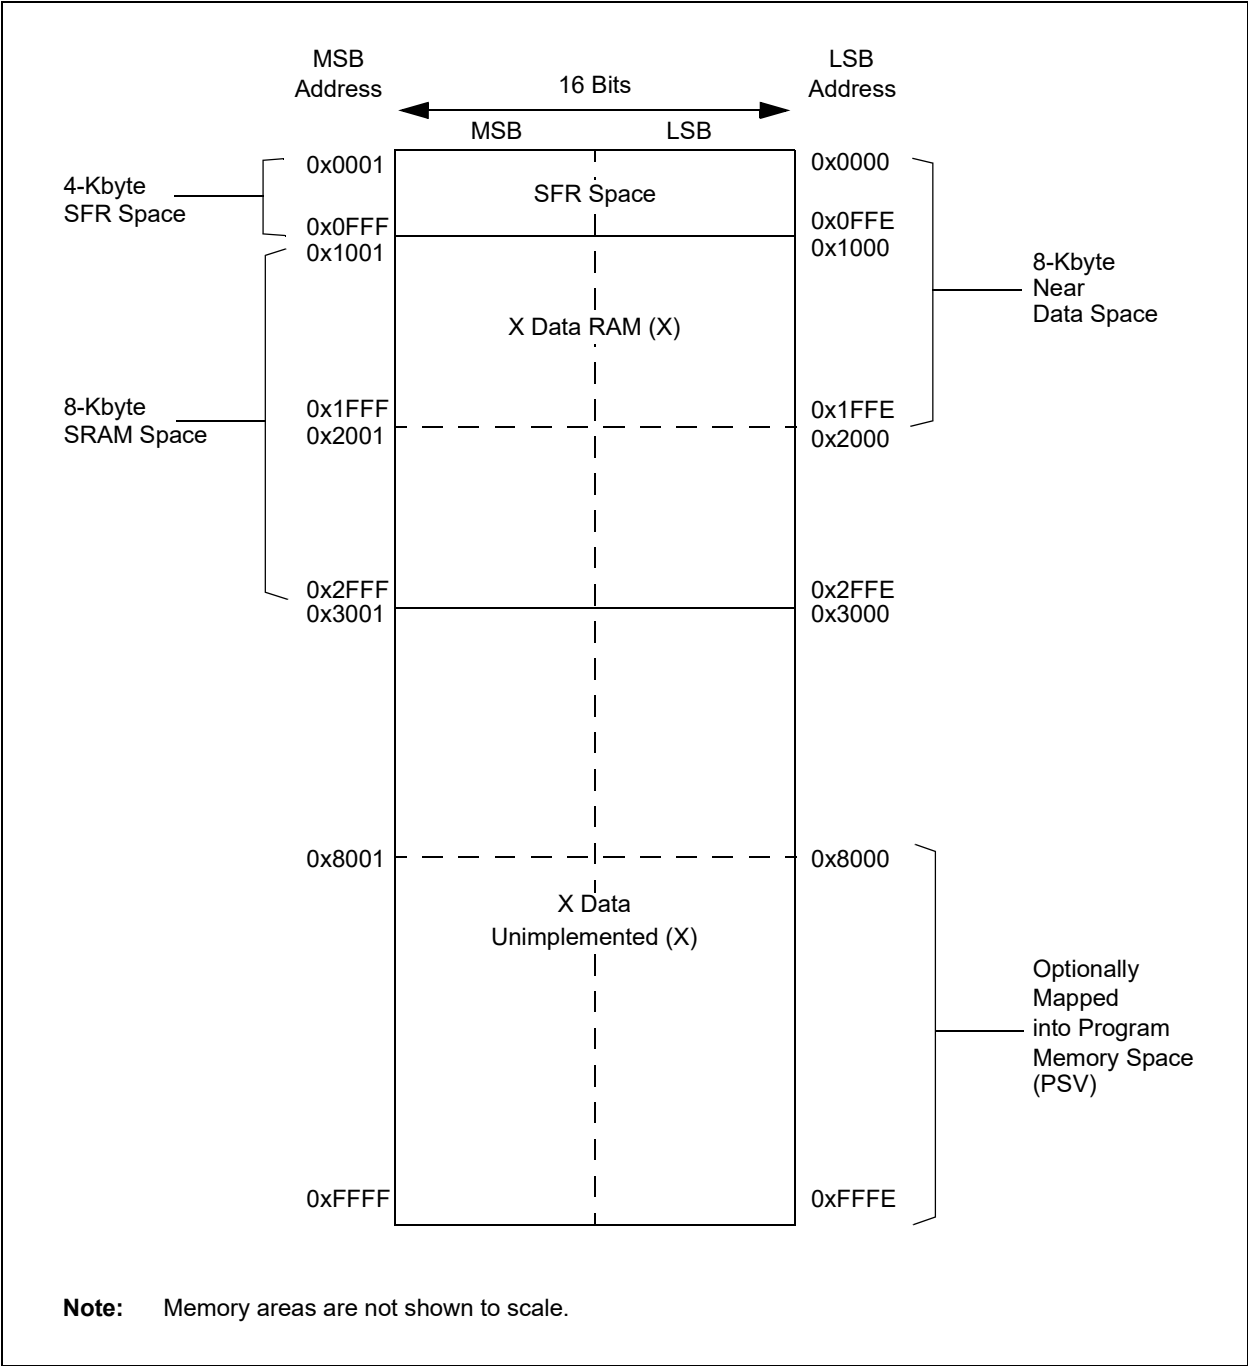 MSB
Address
LSB
Address
16 Bits
MSB
LSB
0x0001
0x0000
4-Kbyte
SFR Space
SFR Space
0x0FFF
0x0FFE
0x1001
0x1000
8-Kbyte
Near
Data Space
X Data RAM (X)
8-Kbyte
SRAM Space
0x1FFF
0x1FFE
0x2001
0x2000
0x2FFF
0x2FFE
0x3001
0x3000
0x8001
0x8000
X Data
Unimplemented (X)
Optionally
Mapped
into Program
Memory Space
(PSV)
0xFFFF
0xFFFE
Note: Memory areas are not shown to scale.